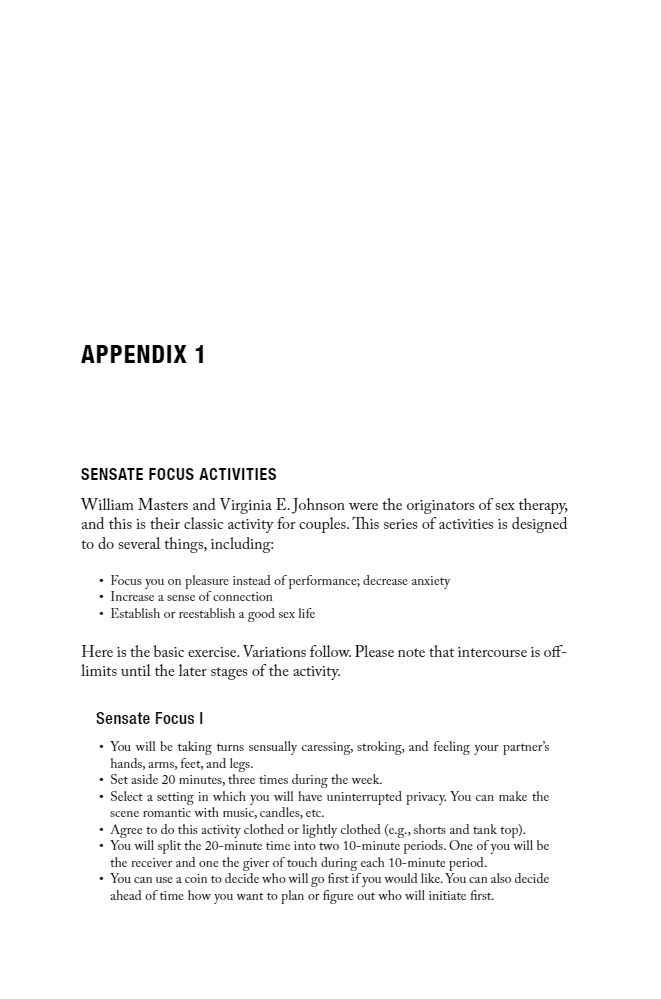 APPENDIX 1
SENSATE FOCUS ACTIVITIES
William Masters and Virginia E. Johnson were the originators of sex therapy,
and this is their classic activity for couples. This series of activities is designed
to do several things, including:
• Focus you on pleasure instead of performance; decrease anxiety
• Increase a sense of connection
• Establish or reestablish a good sex life
Here is the basic exercise. Variations follow. Please note that intercourse is off-
limits until the later stages of the activity.
Sensate Focus I
• You will be taking turns sensually caressing, stroking, and feeling your partner’s
hands, arms, feet, and legs.
• Set aside 20 minutes, three times during the week.
• Select a setting in which you will have uninterrupted privacy. You can make the
scene romantic with music, candles, etc.
• Agree to do this activity clothed or lightly clothed (e.g., shorts and tank top).
• You will split the 20-minute time into two 10-minute periods. One of you will be
the receiver and one the giver of touch during each 10-minute period.
• You can use a coin to decide who will go first if you would like. You can also decide
ahead of time how you want to plan or figure out who will initiate first.